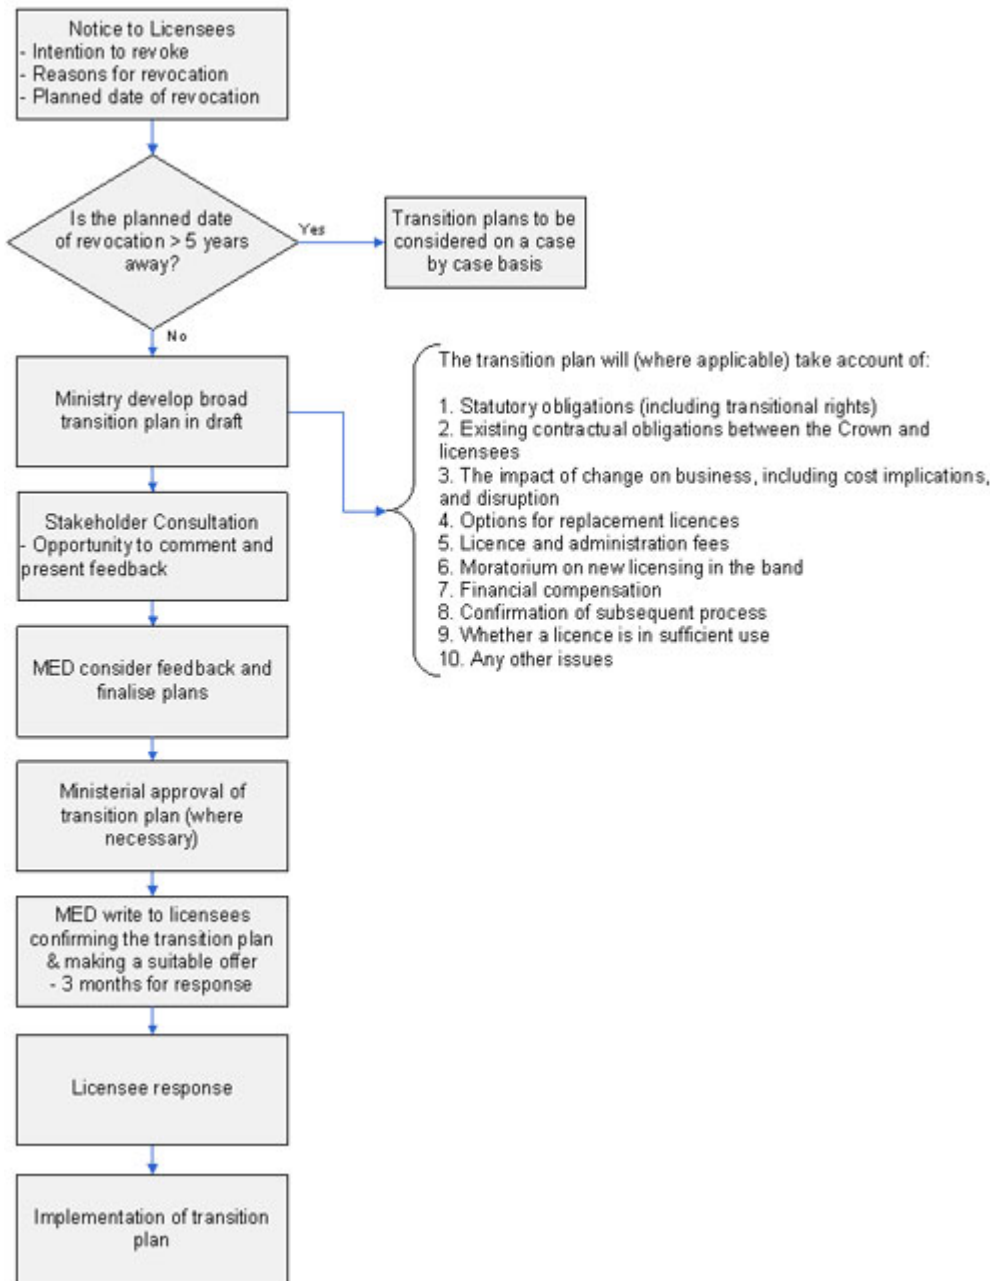 Notice to Licensees
- Intention to revoke
- Reasons for revocation
- Planned date of revocation
Is the planned date
of revocation > 5 years
away?
Yes
Transition plans to be
considered on a case
by case basis
No
Ministry develop broad
transition plan in draft
The transition plan will (where applicable) take account of:
1. Statutory obligations (including transitional rights)
2. Existing contractual obligations between the Crown and
licensees
3. The impact of change on business, including cost implications,
and disruption
4. Options for replacement licences
5. Licence and administration fees
6. Moratorium on new licensing in the band
7. Financial compensation
8. Confirmation of subsequent process
9. Whether a licence is in sufficient use
10. Any other issues
Stakeholder Consultation
- Opportunity to comment and
present feedback
MED consider feedback and
finalise plans
Ministerial approval of
transition plan (where
necessary)
MED write to licensees
confirming the transition plan
& making a suitable offer
- 3 months for response
Licensee response
Implementation of transition
plan